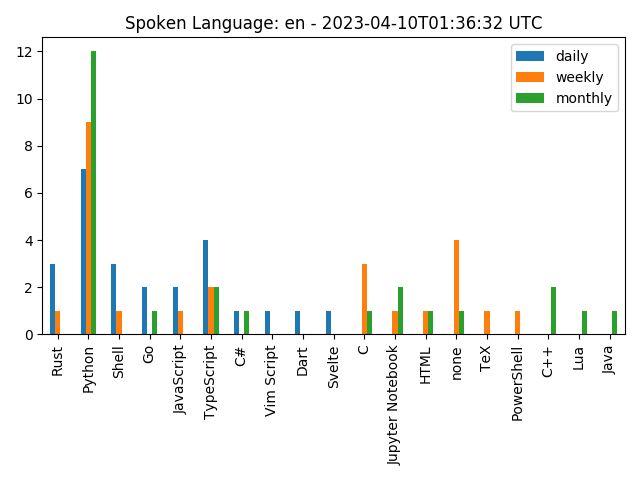 Spoken Language: en - 2023-04-10T01:36:32 UTC
daily
weekly
monthly
12
10
8
6
4
2
0
Rust
Python
Shell
Go
JavaScript
TypeScript
C#
Vim Script
Dart
Svelte
C
Jupyter Notebook
HTML
none
TeX
PowerShell
C++
Lua
Java